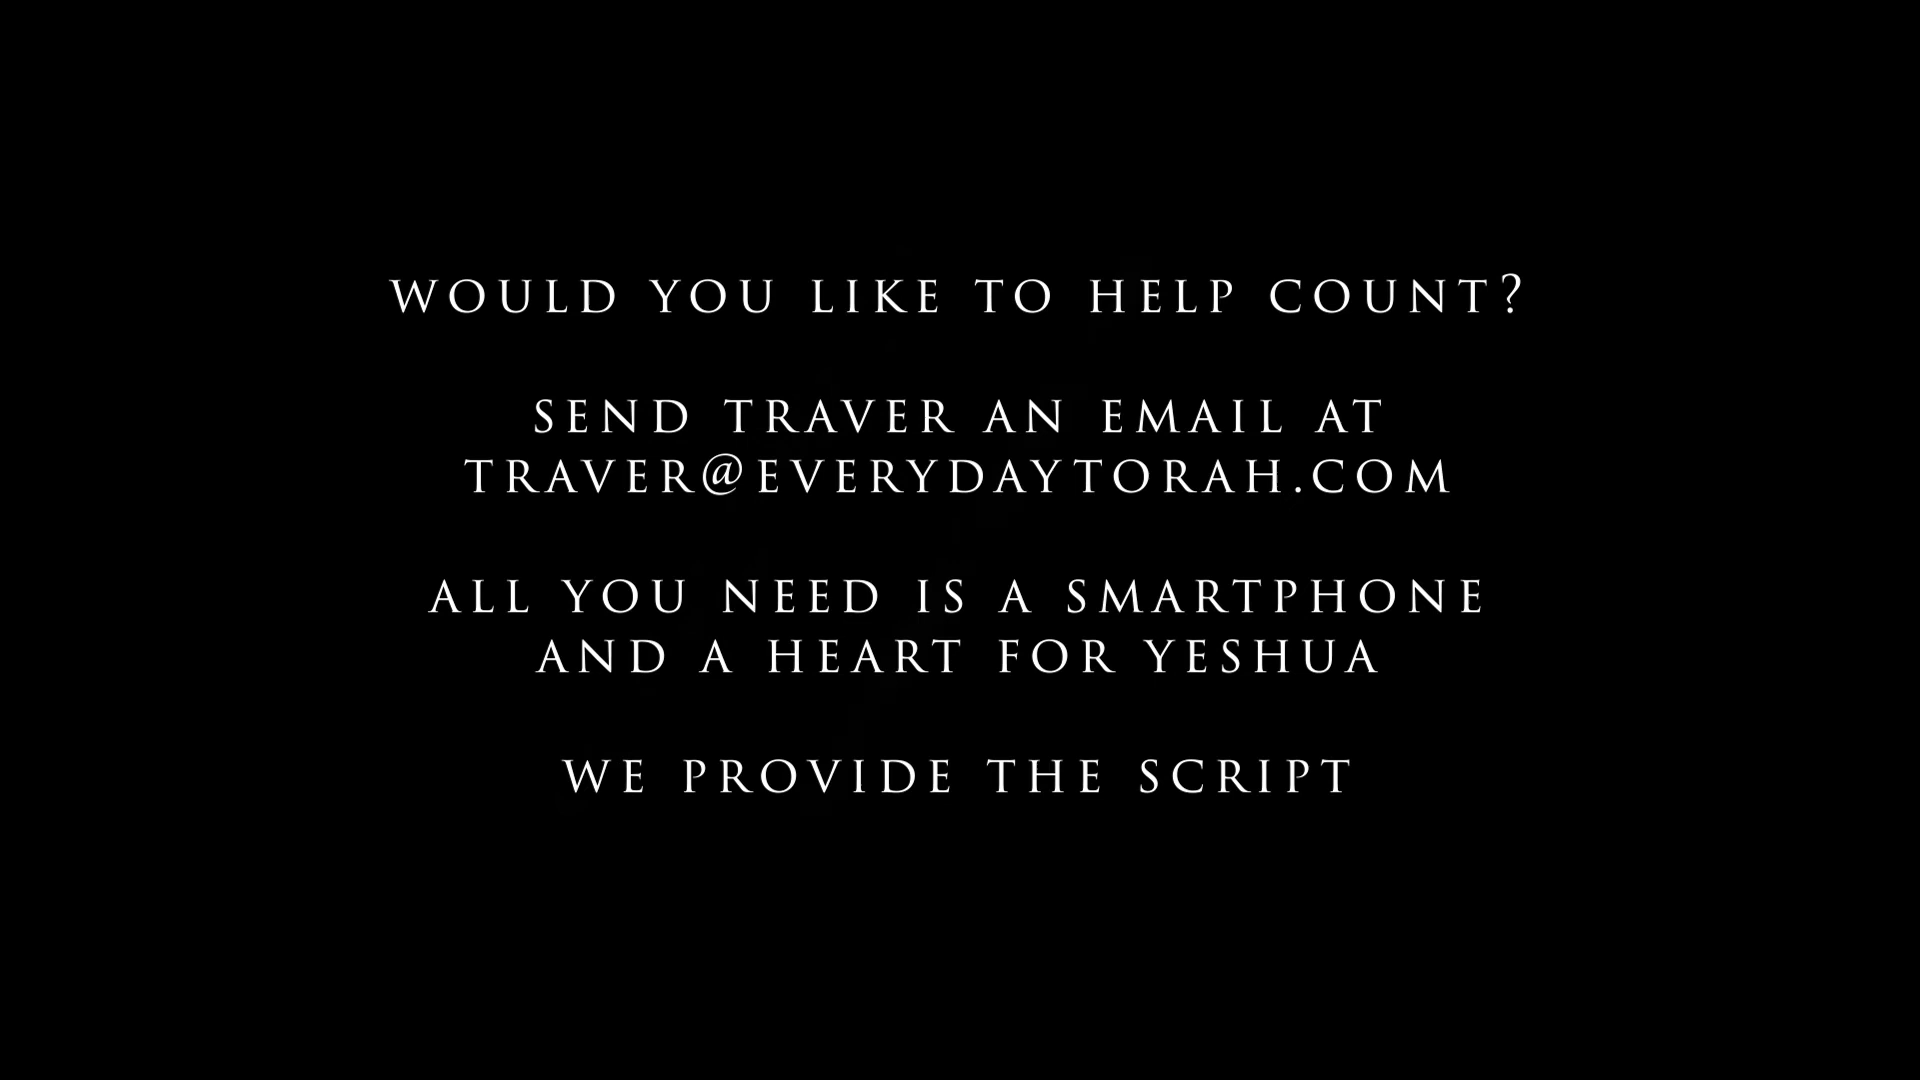 WOULD YOU LIKE TO HELP COUNT?
SEND TRAVER AN EMAIL AT
TRAVER@EVERYDAYTORAH.COM
ALL YOU NEED IS A SMARTPHONE
AND A HEART FOR YESHUA
WE PROVIDE THE SCRIPT